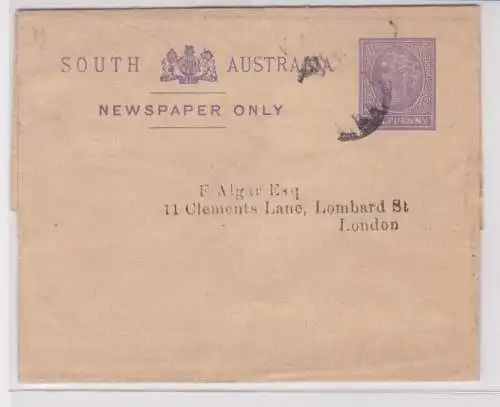 SOUTH AUSTRALIA
NEWSPAPER ONLY
F Algar Esq
11 Clements Lane, Lombard St
London